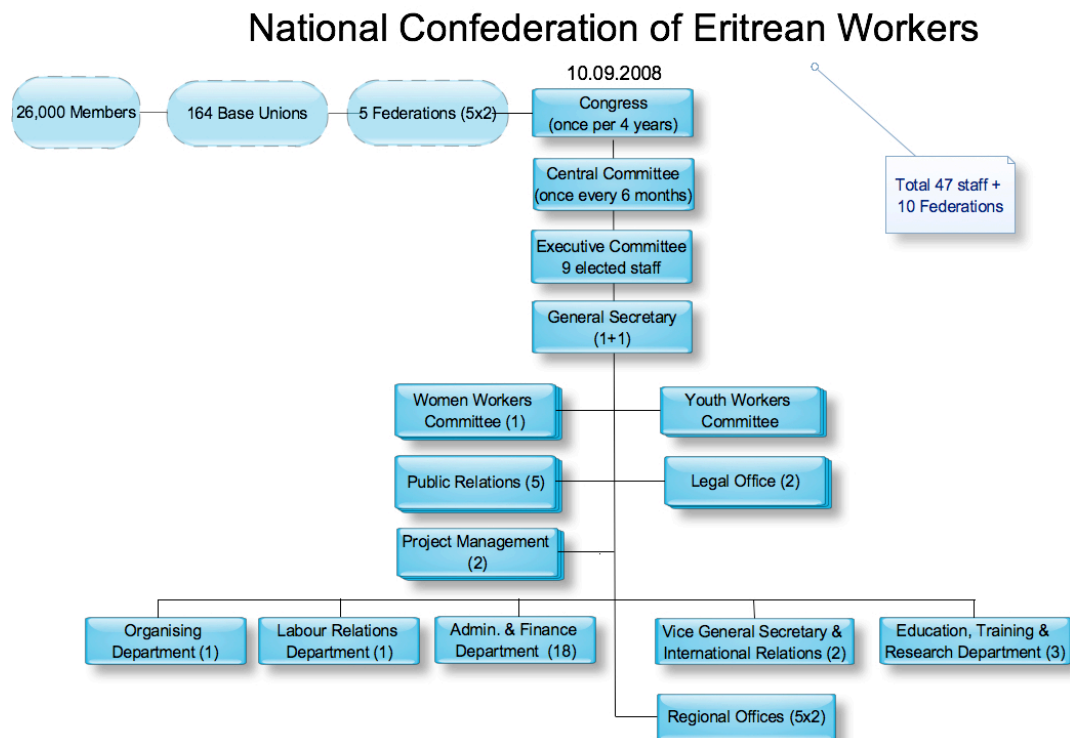 National Confederation of Eritrean Workers
10.09.2008
26,000 Members
164 Base Unions
5 Federations (5x2)
Congress
(once per 4 years)
Central Committee
(once every 6 months)
Total 47 staff +
10 Federations
Executive Committee
9 elected staff
General Secretary
(1+1)
Women Workers
Committee (1)
Youth Workers
Committee
Public Relations (5)
Legal Office (2)
Project Management
(2)
Organising
Department (1)
Labour Relations
Department (1)
Admin. & Finance
Department (18)
Vice General Secretary &
International Relations (2)
Education, Training &
Research Department (3)
Regional Offices (5x2)